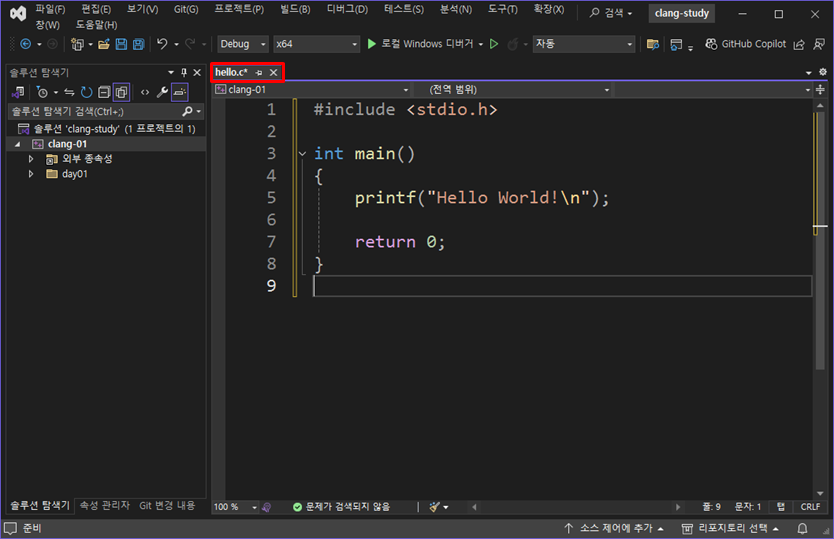 파일(F) 편집(E) 보기(V) Git(G) 프로젝트(P) 빌드(B) 디버그(D) 테스트(S) 분석(N) 도구(T) 확장(X) 검색 clang-study
창(W) 도움말(H)
Debug x64 로컬 Windows 디버거 자동 GitHub Copilot
솔루션 탐색기
솔루션 탐색기 검색(Ctrl+;)
솔루션 'clang-study' (1 프로젝트의 1)
clang-01
외부 종속성
day01
솔루션 탐색기 속성 관리자 Git 변경 내용
hello.c*
clang-01 (전역 범위)
1 #include <stdio.h>
2
3 int main()
4 {
5 printf("Hello World!\n");
6
7 return 0;
8 }
9
100 % 문제가 검색되지 않음 줄: 9 문자: 1 탭 CRLF
준비 소스 제어에 추가 리포지토리 선택